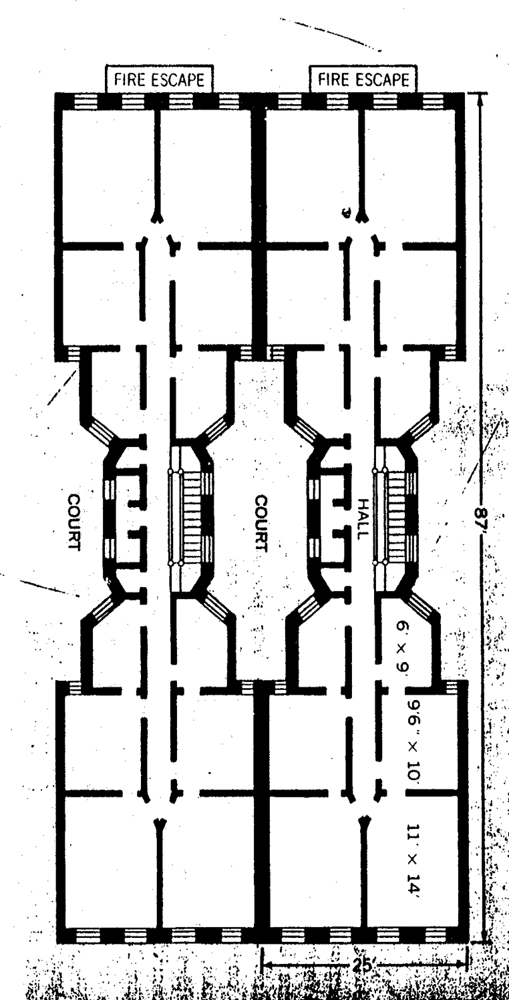 FIRE ESCAPE
FIRE ESCAPE
COURT
COURT
HALL
87'
6' × 9'
9'6" × 10'
11' × 14'
25'